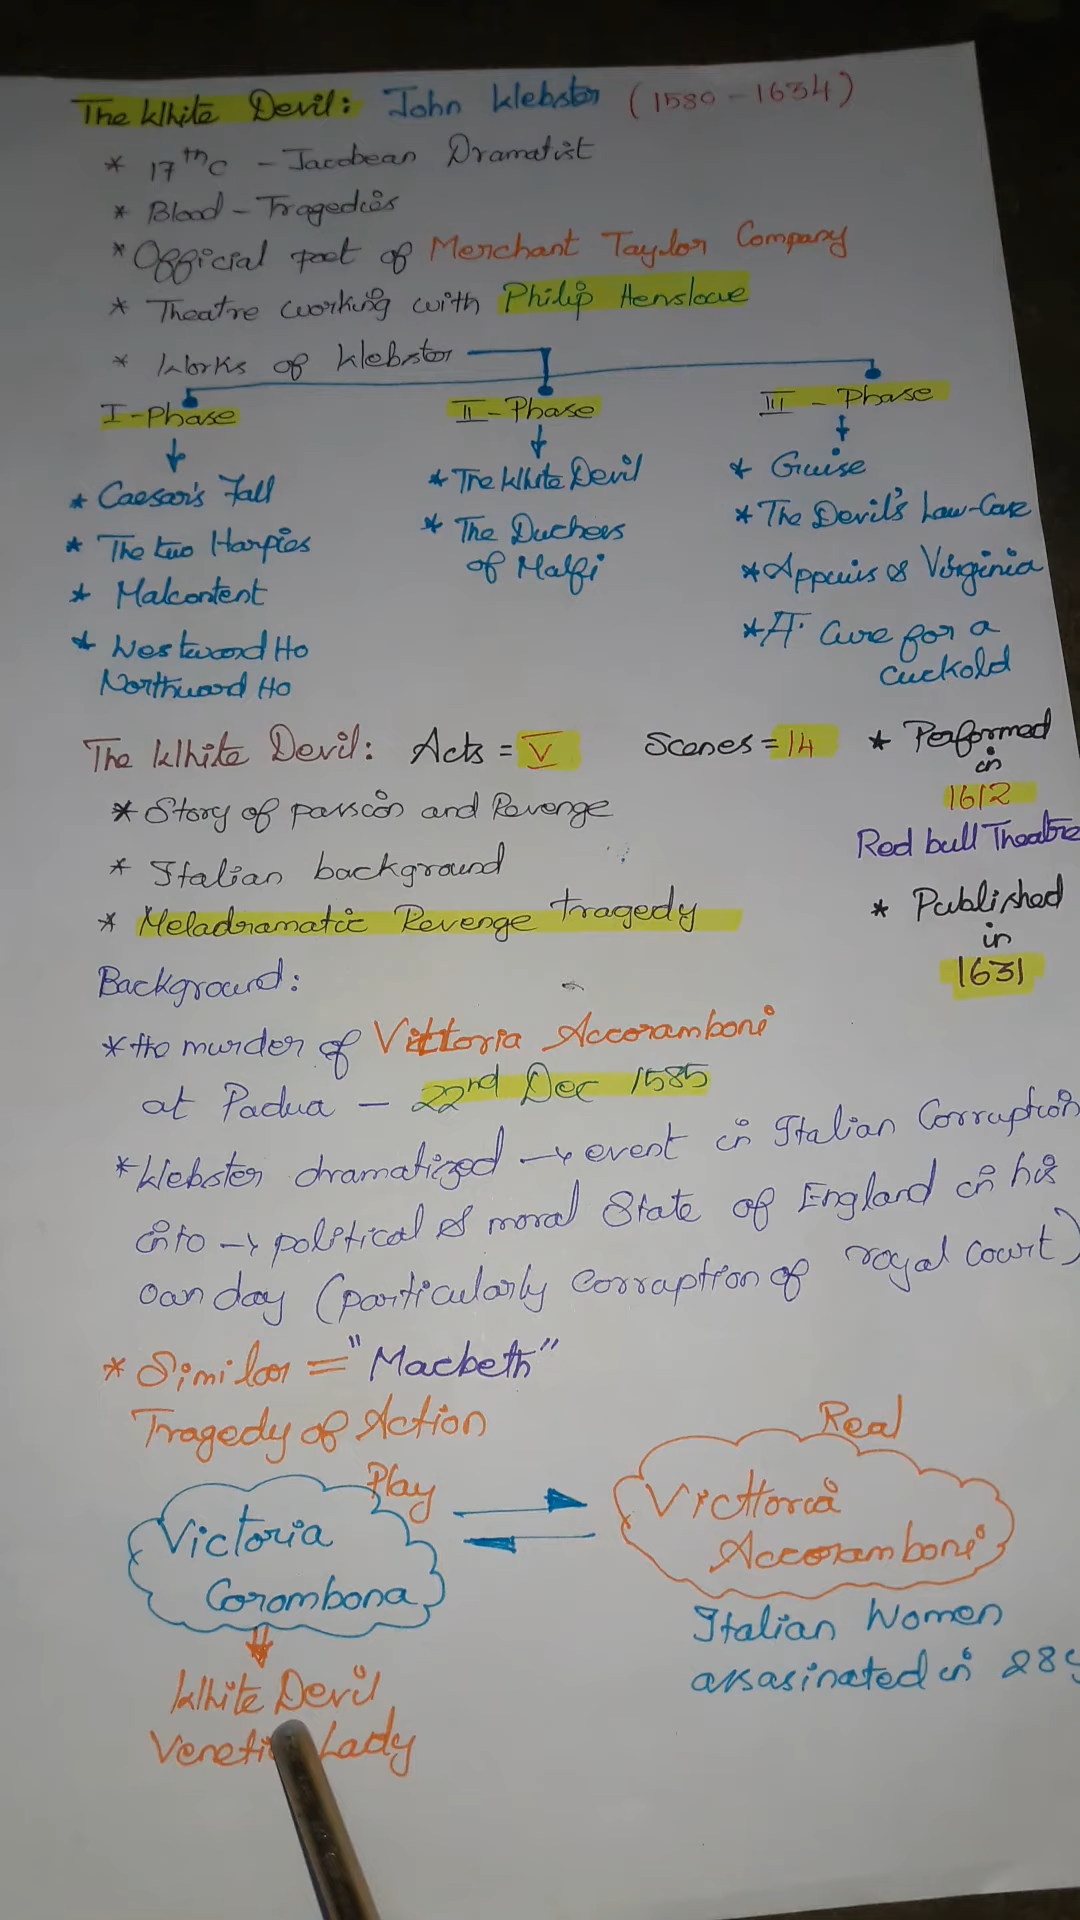 The White Devil: John Webster (1580-1634)
* 17th C - Jacobean Dramatist
* Blood - Tragedies
* Official poet of Merchant Taylor Company
* Theatre working with Philip Henslowe
* Works of Webster
I - Phase
II - Phase
III - Phase
* Caesar's Fall
* The two Harpies
* Malcontent
* Westward Ho
Northward Ho
* The White Devil
* The Duchess
of Malfi
* Guise
* The Devil's Law-Case
* Appuis & Virginia
* A Cure for a
cuckold
The White Devil: Acts = V Scenes = 14
* Story of passion and Revenge
* Italian background
* Meladramatic Revenge tragedy
* Performed
in
1612
Red bull Theatre
* Published
in
1631
Background:
* the murder of Vittoria Accoramboni
at Padua - 22nd Dec 1585
* Webster dramatized → event in Italian Corruption
into → political & moral State of England in his
own day (particularly corruption of royal court)
* Similar = "Macbeth"
Tragedy of Action
Play
Victoria
Corombona
White Devil
Lady
Real
Victtoria
Accoramboni
Italian Women
assasinated in 28